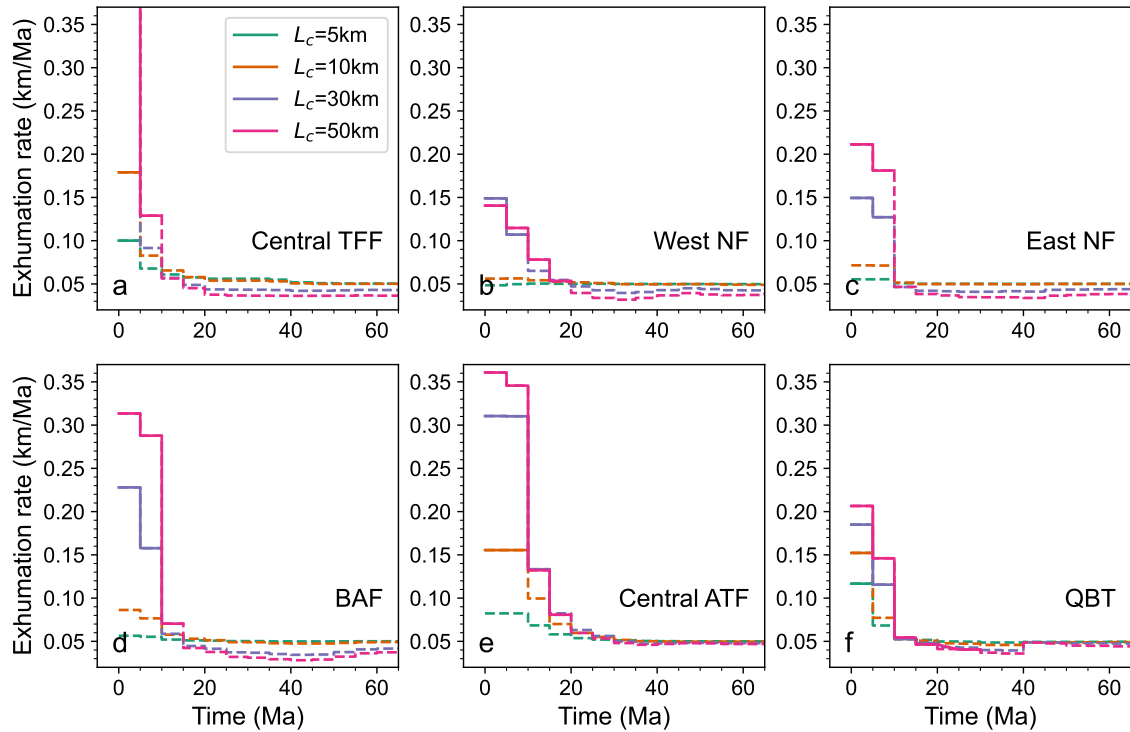 Exhumation rate (km/Ma)
0.35
0.30
0.25
0.20
0.15
0.10
0.05
0 20 40 60
L_c=5km
L_c=10km
L_c=30km
L_c=50km
Central TFF
a
0.35
0.30
0.25
0.20
0.15
0.10
0.05
0 20 40 60
West NF
b
0.35
0.30
0.25
0.20
0.15
0.10
0.05
0 20 40 60
East NF
c
Exhumation rate (km/Ma)
0.35
0.30
0.25
0.20
0.15
0.10
0.05
0 20 40 60
Time (Ma)
BAF
d
0.35
0.30
0.25
0.20
0.15
0.10
0.05
0 20 40 60
Time (Ma)
Central ATF
e
0.35
0.30
0.25
0.20
0.15
0.10
0.05
0 20 40 60
Time (Ma)
QBT
f